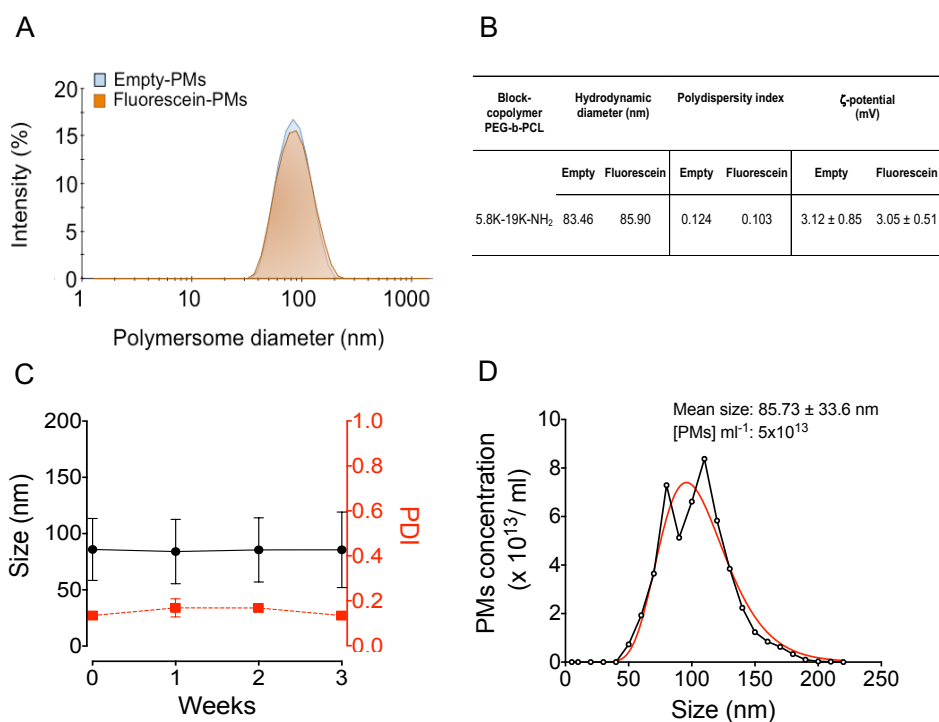 A
Empty-PMs
Fluorescein-PMs
20
15
10
5
0
Intensity (%)
1 10 100 1000
Polymersome diameter (nm)
B
Block-copolymer PEG-b-PCL
Hydrodynamic diameter (nm)
Polydispersity index
ζ-potential (mV)
Empty Fluorescein Empty Fluorescein Empty Fluorescein
5.8K-19K-NH₂ 83.46 85.90 0.124 0.103 3.12 ± 0.85 3.05 ± 0.51
C
200
150
100
50
0
Size (nm)
1.0
0.8
0.6
0.4
0.2
0.0
PDI
0 1 2 3
Weeks
D
Mean size: 85.73 ± 33.6 nm
[PMs] ml⁻¹: 5x10¹³
10
8
6
4
2
0
PMs concentration
(x 10¹³/ ml)
0 50 100 150 200 250
Size (nm)